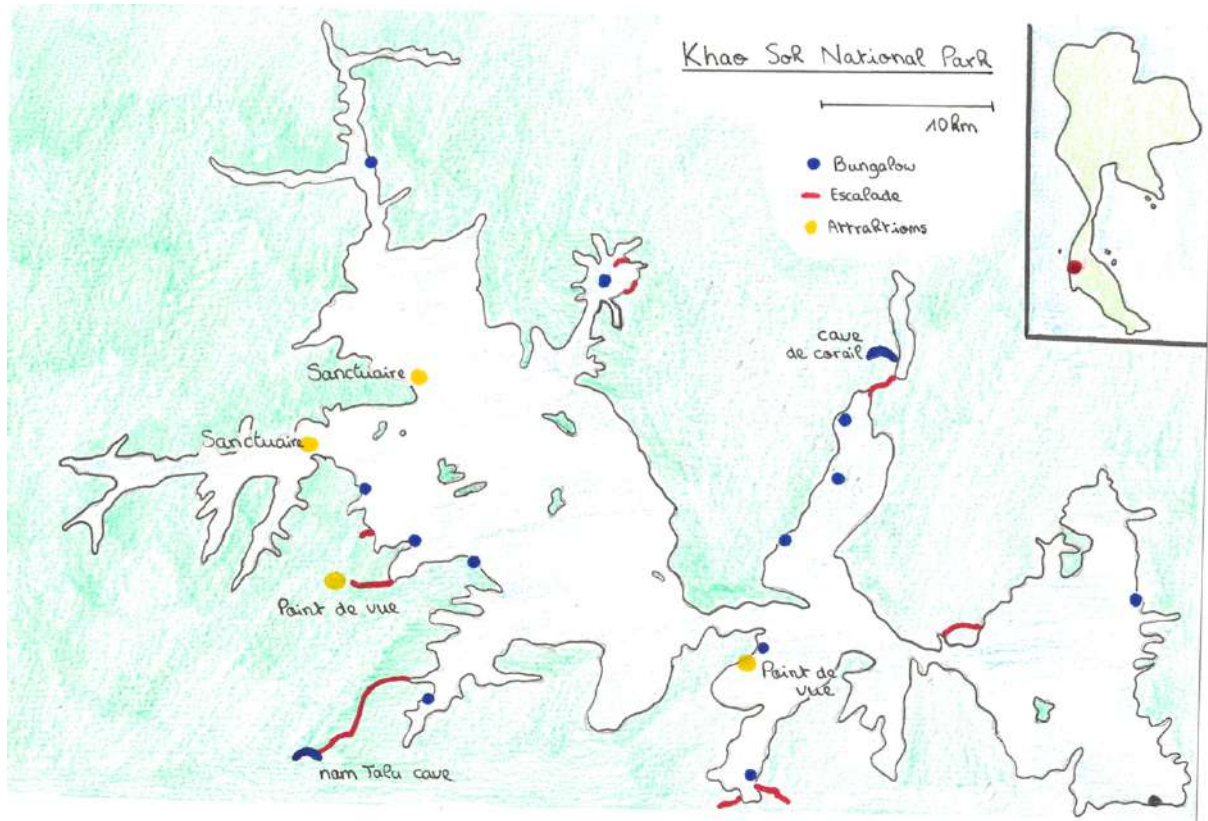 Khao Sok National Park
10km
Bungalow
Escalade
Attraktioms
cave
de corail
Sanctuaire
Sanctuaire
Point de vue
Point de
vue
nam Talu cave